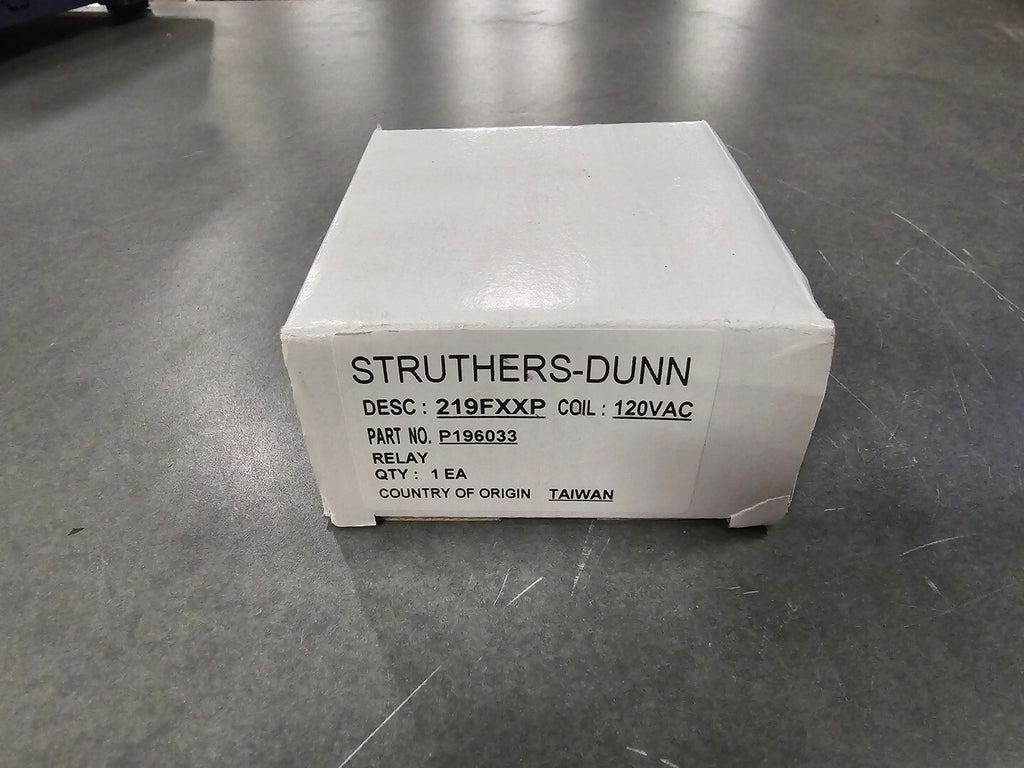 STRUTHERS-DUNN
DESC : 219FXXP COIL : 120VAC
PART NO. P196033
RELAY
QTY : 1 EA
COUNTRY OF ORIGIN TAIWAN